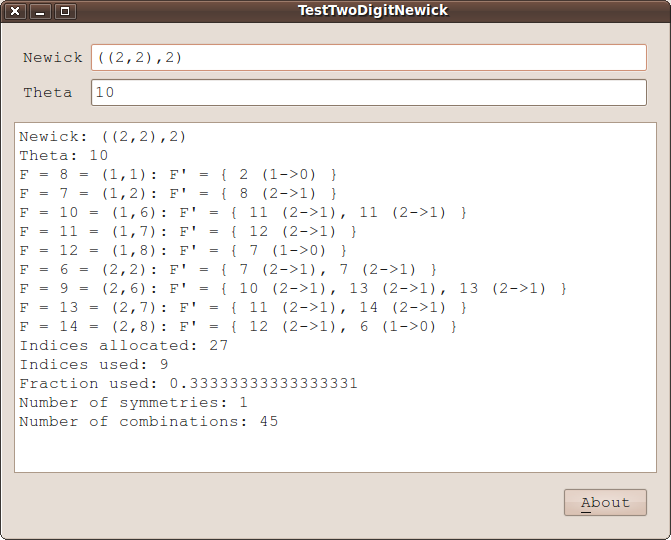 TestTwoDigitNewick
Newick ((2,2),2)
Theta 10
Newick: ((2,2),2)
Theta: 10
F = 8 = (1,1): F' = { 2 (1->0) }
F = 7 = (1,2): F' = { 8 (2->1) }
F = 10 = (1,6): F' = { 11 (2->1), 11 (2->1) }
F = 11 = (1,7): F' = { 12 (2->1) }
F = 12 = (1,8): F' = { 7 (1->0) }
F = 6 = (2,2): F' = { 7 (2->1), 7 (2->1) }
F = 9 = (2,6): F' = { 10 (2->1), 13 (2->1), 13 (2->1) }
F = 13 = (2,7): F' = { 11 (2->1), 14 (2->1) }
F = 14 = (2,8): F' = { 12 (2->1), 6 (1->0) }
Indices allocated: 27
Indices used: 9
Fraction used: 0.33333333333333331
Number of symmetries: 1
Number of combinations: 45
About